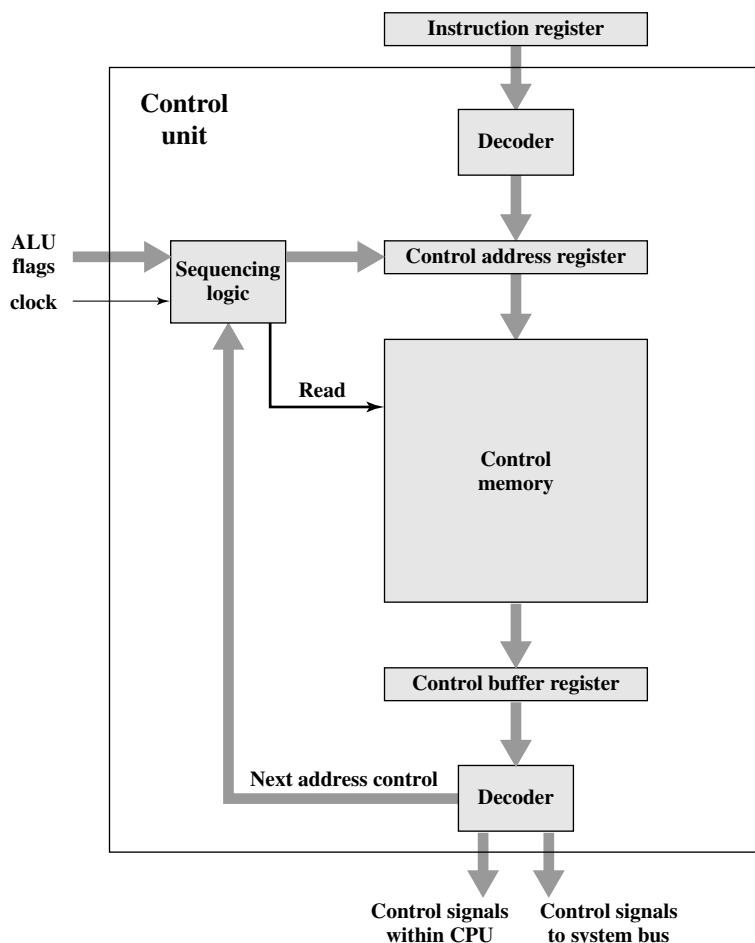 Instruction register
Control
unit
Decoder
ALU
flags
Sequencing
logic
Control address register
clock
Read
Control
memory
Control buffer register
Next address control
Decoder
Control signals
within CPU
Control signals
to system bus